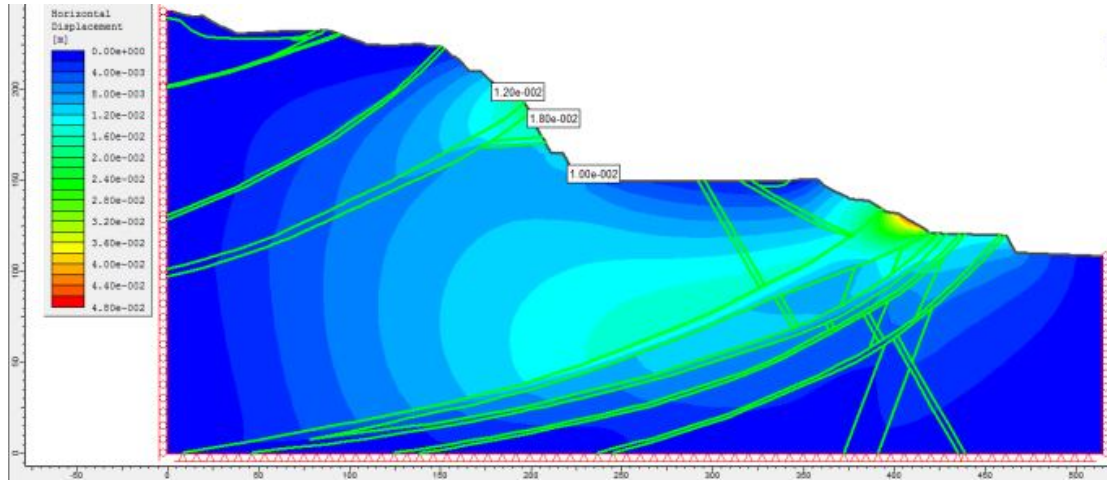 Horizontal
Displacement
[m]
0.00e+000
4.00e-003
8.00e-003
1.20e-002
1.60e-002
2.00e-002
2.40e-002
2.80e-002
3.20e-002
3.60e-002
4.00e-002
4.40e-002
4.80e-002
1.20e-002
1.80e-002
1.00e-002
200
150
100
50
0
-50 0 50 100 150 200 250 300 350 400 450 500